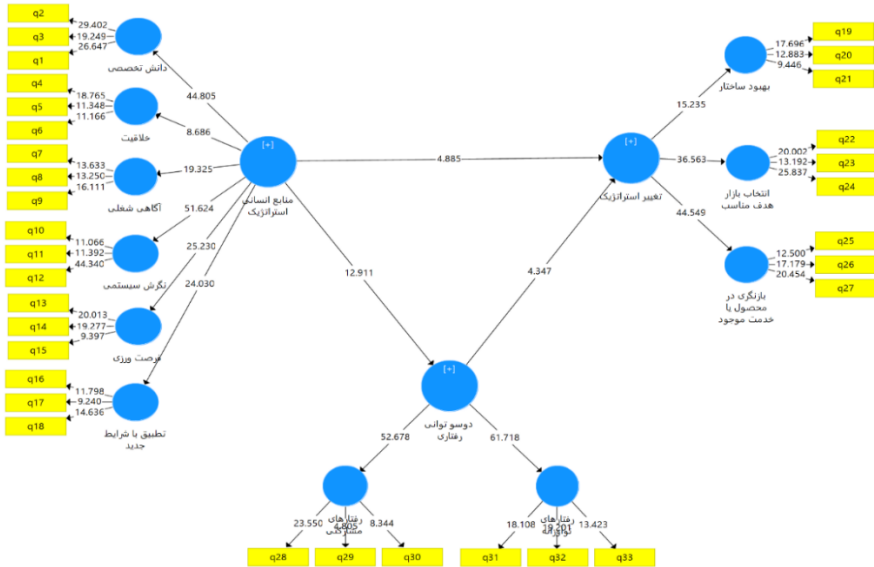 q2
q3
q1
29.402
19.249
26.647
دانش تخصصی
q4
q5
q6
18.765
11.348
11.166
خلاقیت
q7
q8
q9
13.633
13.250
16.111
آگاهی شغلی
q10
q11
q12
11.066
11.392
44.340
نگرش سیستمی
q13
q14
q15
20.013
19.277
9.397
فرصت ورزی
q16
q17
q18
11.798
9.240
14.636
تطبیق با شرایط
جدید
44.805
8.686
19.325
51.624
25.230
24.030
[+]
منابع انسانی
استراتژیک
4.885
12.911
4.347
[+]
تغییر استراتژیک
15.235
36.563
44.549
بهبود ساختار
17.696
12.883
9.446
q19
q20
q21
انتخاب بازار
هدف مناسب
20.002
13.192
25.837
q22
q23
q24
بازنگری در
محصول یا
خدمت موجود
12.500
17.179
20.454
q25
q26
q27
[+]
دوسو توانی
رفتاری
52.678
61.718
رفتارهای
مشارکتی
23.550
8.344
q28
q29
q30
رفتارهای
نوآورانه
18.108
13.423
q31
q32
q33